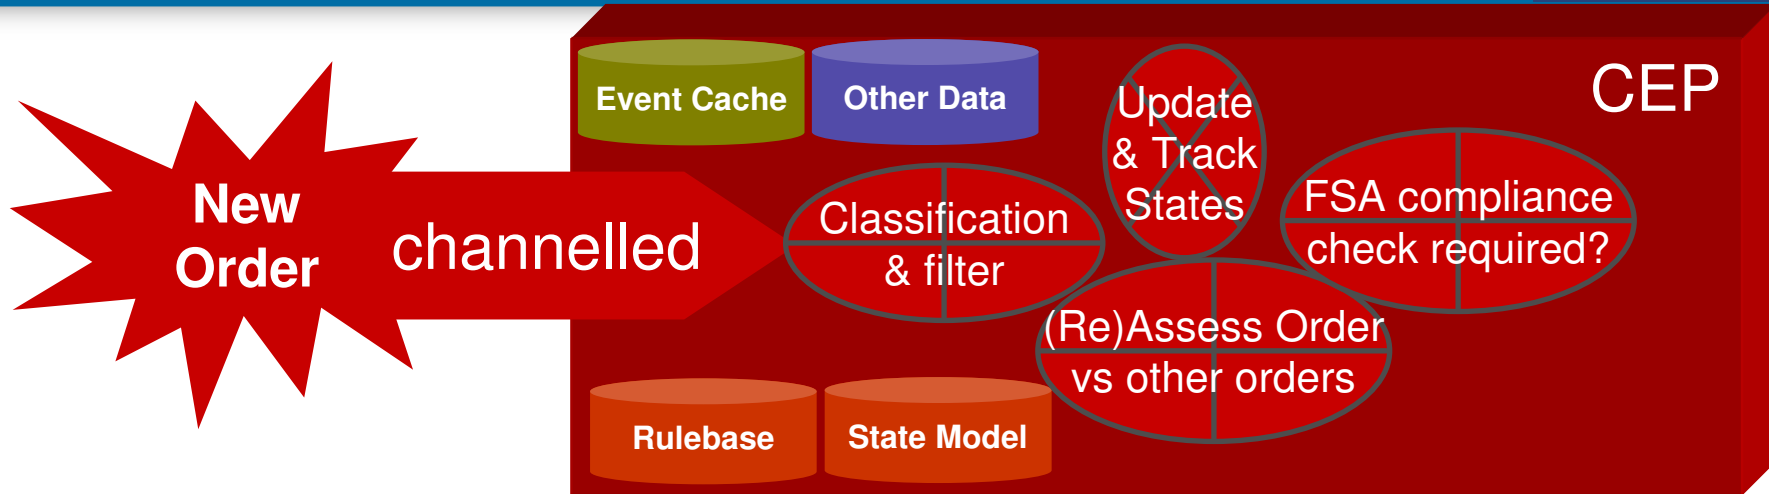 New
Order
channelled
Event Cache
Other Data
CEP
Update
& Track
States
Classification
& filter
FSA compliance
check required?
(Re)Assess Order
vs other orders
Rulebase
State Model